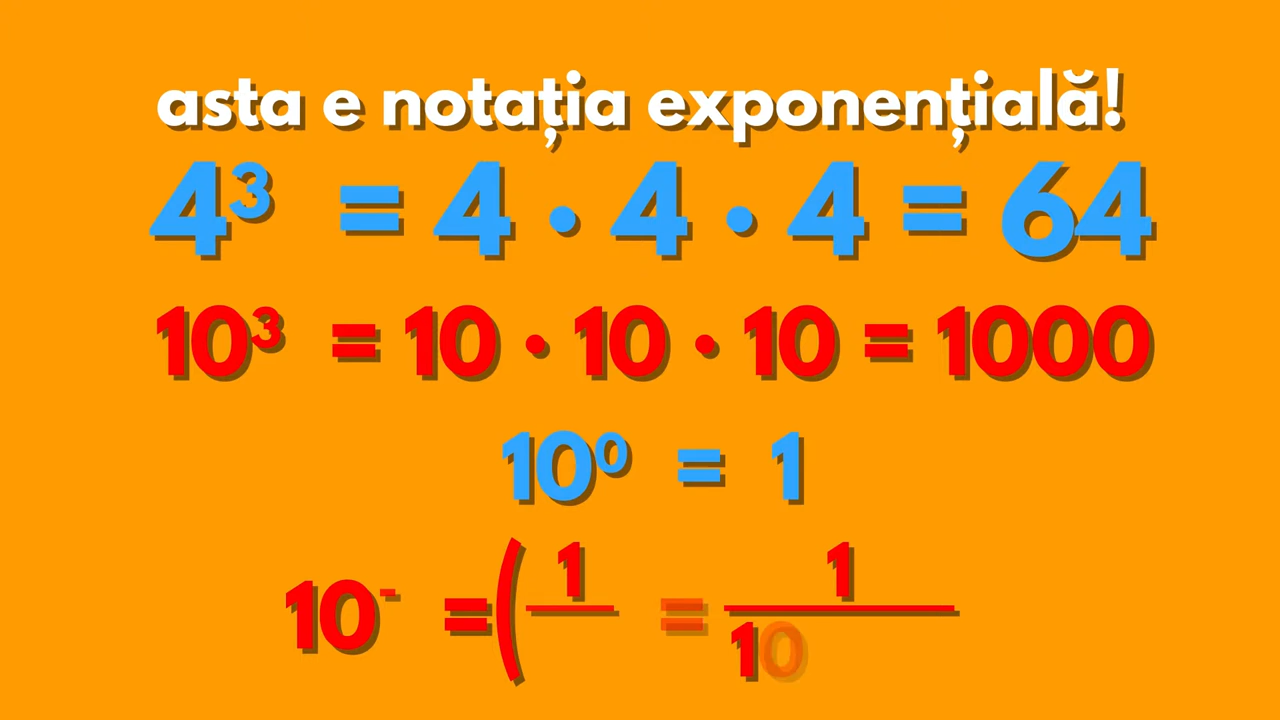 asta e notația exponențială!
4³ = 4 · 4 · 4 = 64
10³ = 10 · 10 · 10 = 1000
10⁰ = 1
10⁻ = ( 1/ = 1/10